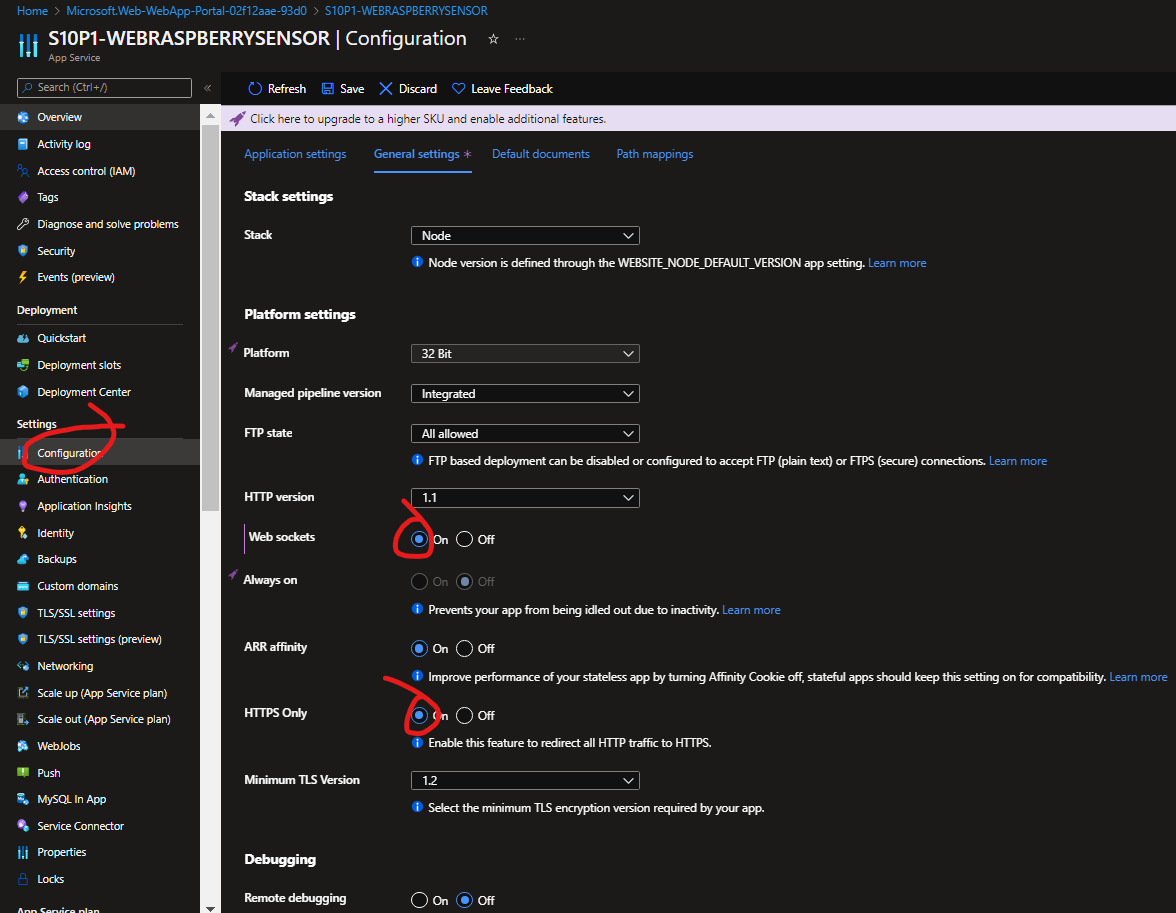 Home > Microsoft.Web-WebApp-Portal-02f12aae-93d0 > S10P1-WEBRASPBERRYSENSOR
S10P1-WEBRASPBERRYSENSOR | Configuration
App Service
Search (Ctrl+/)
Overview
Activity log
Access control (IAM)
Tags
Diagnose and solve problems
Security
Events (preview)
Deployment
Quickstart
Deployment slots
Deployment Center
Settings
Configuration
Authentication
Application Insights
Identity
Backups
Custom domains
TLS/SSL settings
TLS/SSL settings (preview)
Networking
Scale up (App Service plan)
Scale out (App Service plan)
WebJobs
Push
MySQL In App
Service Connector
Properties
Locks
App Service plan
Refresh Save Discard Leave Feedback
Click here to upgrade to a higher SKU and enable additional features.
Application settings General settings * Default documents Path mappings
Stack settings
Stack Node
Node version is defined through the WEBSITE_NODE_DEFAULT_VERSION app setting. Learn more
Platform settings
Platform 32 Bit
Managed pipeline version Integrated
FTP state All allowed
FTP based deployment can be disabled or configured to accept FTP (plain text) or FTPS (secure) connections. Learn more
HTTP version 1.1
Web sockets On Off
Always on On Off
Prevents your app from being idled out due to inactivity. Learn more
ARR affinity On Off
Improve performance of your stateless app by turning Affinity Cookie off, stateful apps should keep this setting on for compatibility. Learn more
HTTPS Only On Off
Enable this feature to redirect all HTTP traffic to HTTPS.
Minimum TLS Version 1.2
Select the minimum TLS encryption version required by your app.
Debugging
Remote debugging On Off